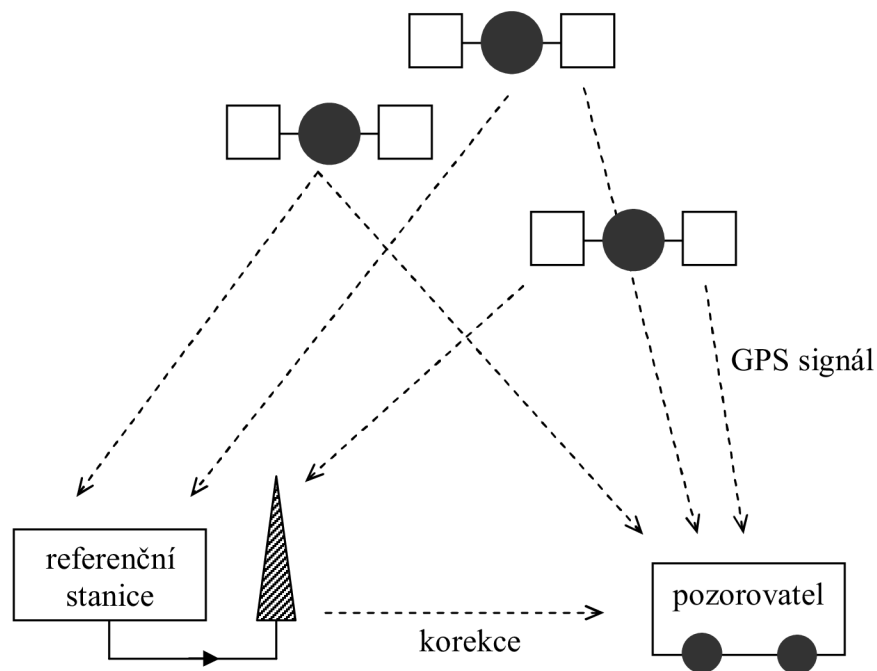 GPS signál
referenční
stanice
korekce
pozorovatel